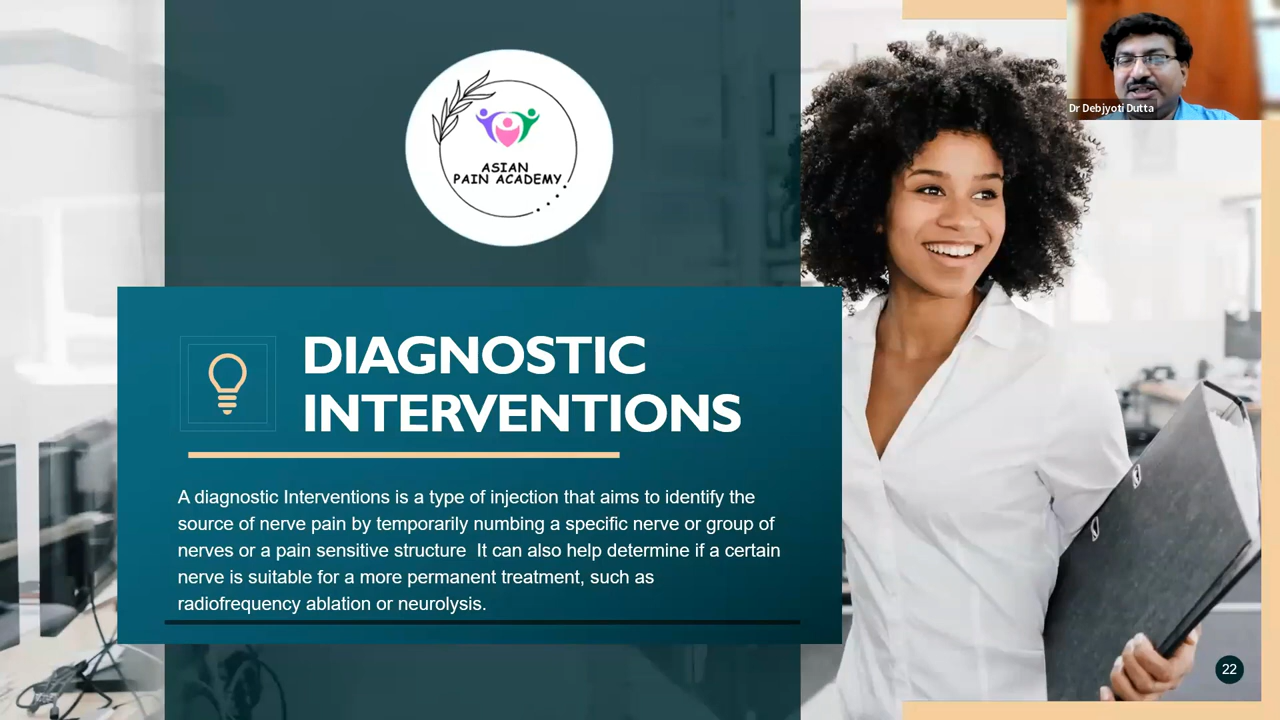 ASIAN
PAIN ACADEMY
Dr Debjyoti Dutta
DIAGNOSTIC
INTERVENTIONS
A diagnostic Interventions is a type of injection that aims to identify the
source of nerve pain by temporarily numbing a specific nerve or group of
nerves or a pain sensitive structure  It can also help determine if a certain
nerve is suitable for a more permanent treatment, such as
radiofrequency ablation or neurolysis.
22